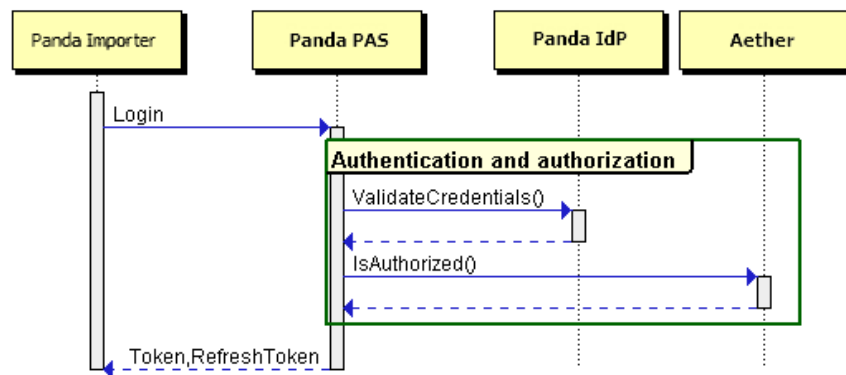 Panda Importer
Panda PAS
Panda IdP
Aether
Login
Authentication and authorization
ValidateCredentials()
IsAuthorized()
Token,RefreshToken